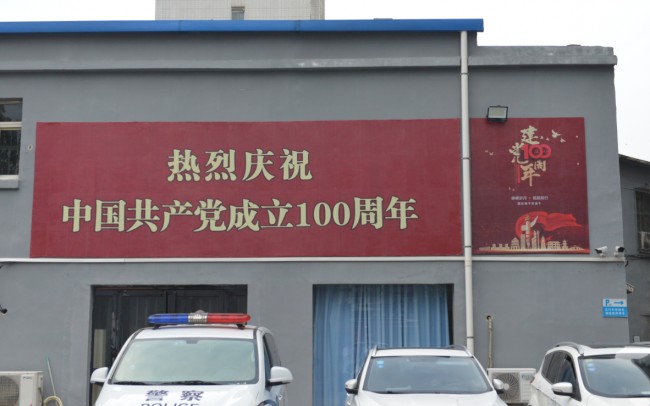 热烈庆祝
中国共产党成立100周年
建党100周年
警察
POLICE